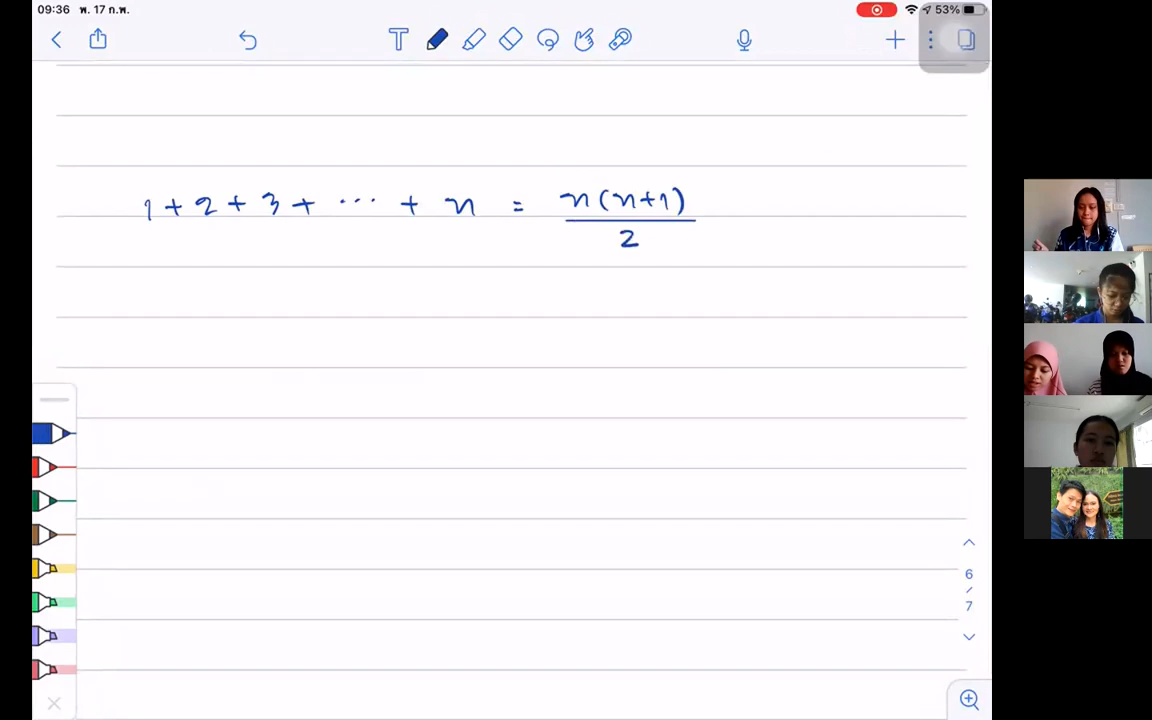 09:36 พ. 17 ก.พ. 53%
1 + 2 + 3 + ... + n = n(n+1)
2
6
/
7